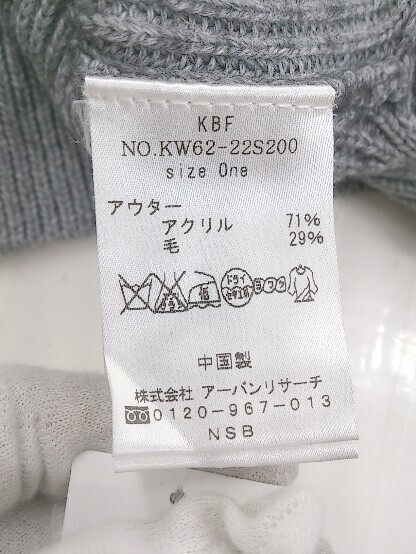 KBF
NO.KW62-22S200
size One
アウター
アクリル 71%
毛 29%
中国製
株式会社 アーバンリサーチ
0120-967-013
NSB